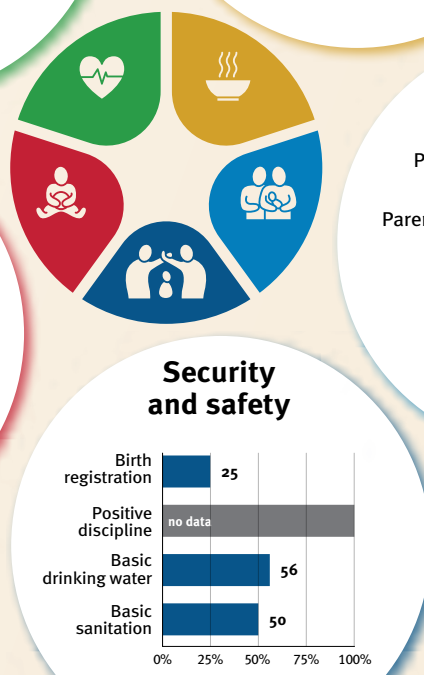 P
Paren
Security
and safety
Birth
registration
25
Positive
discipline
no data
Basic
drinking water
56
Basic
sanitation
50
0% 25% 50% 75% 100%